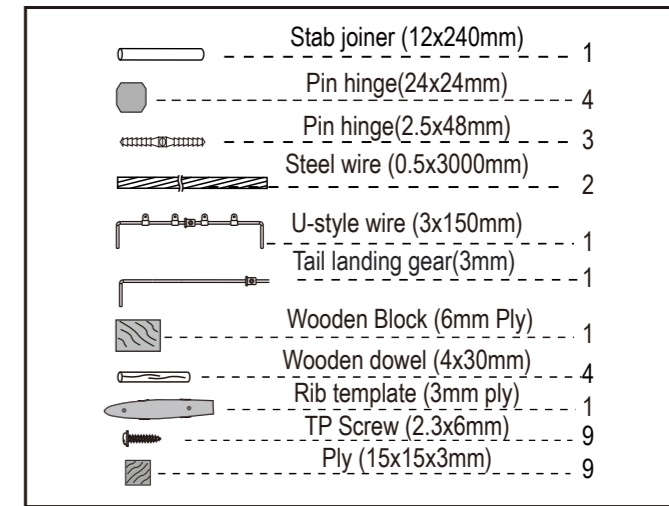 Stab joiner (12x240mm) 1
Pin hinge(24x24mm) 4
Pin hinge(2.5x48mm) 3
Steel wire (0.5x3000mm) 2
U-style wire (3x150mm) 1
Tail landing gear(3mm) 1
Wooden Block (6mm Ply) 1
Wooden dowel (4x30mm) 4
Rib template (3mm ply) 1
TP Screw (2.3x6mm) 9
Ply (15x15x3mm) 9